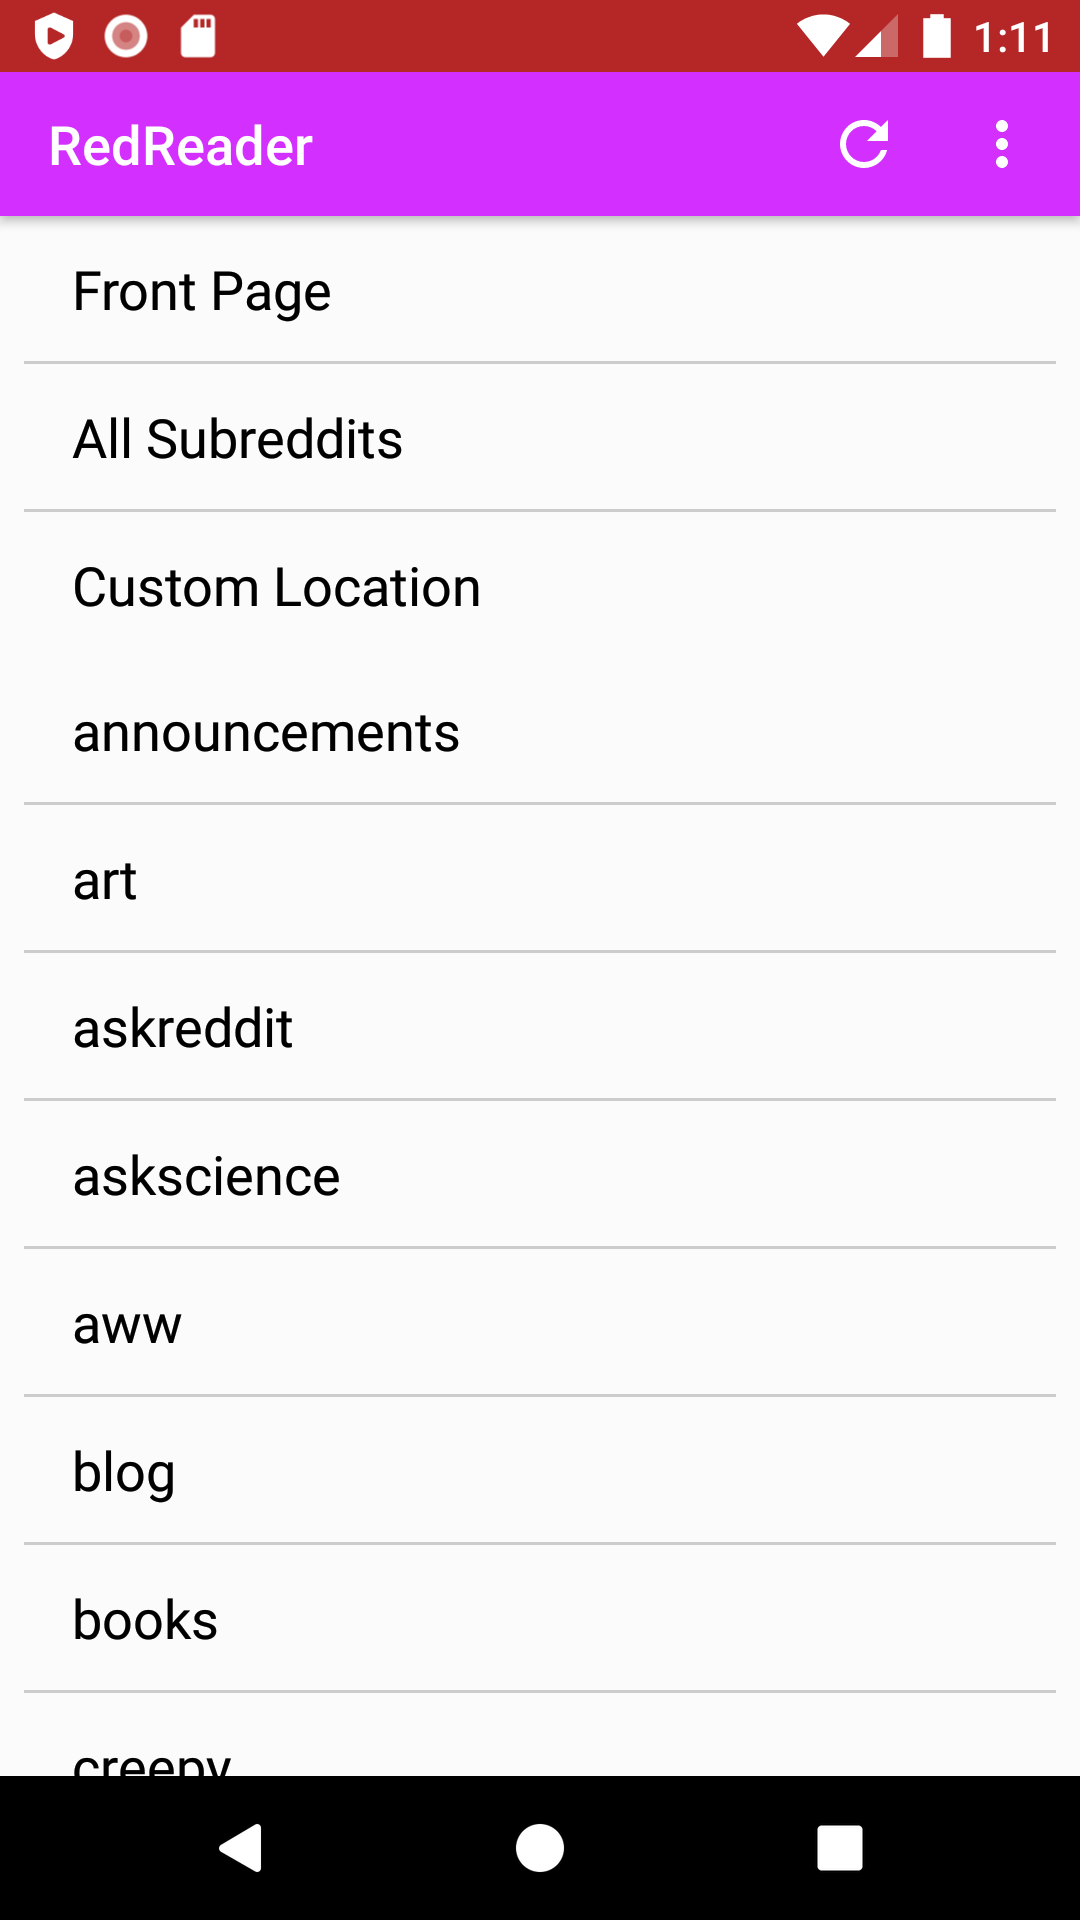 1:11
RedReader
Front Page
All Subreddits
Custom Location
announcements
art
askreddit
askscience
aww
blog
books
creepy